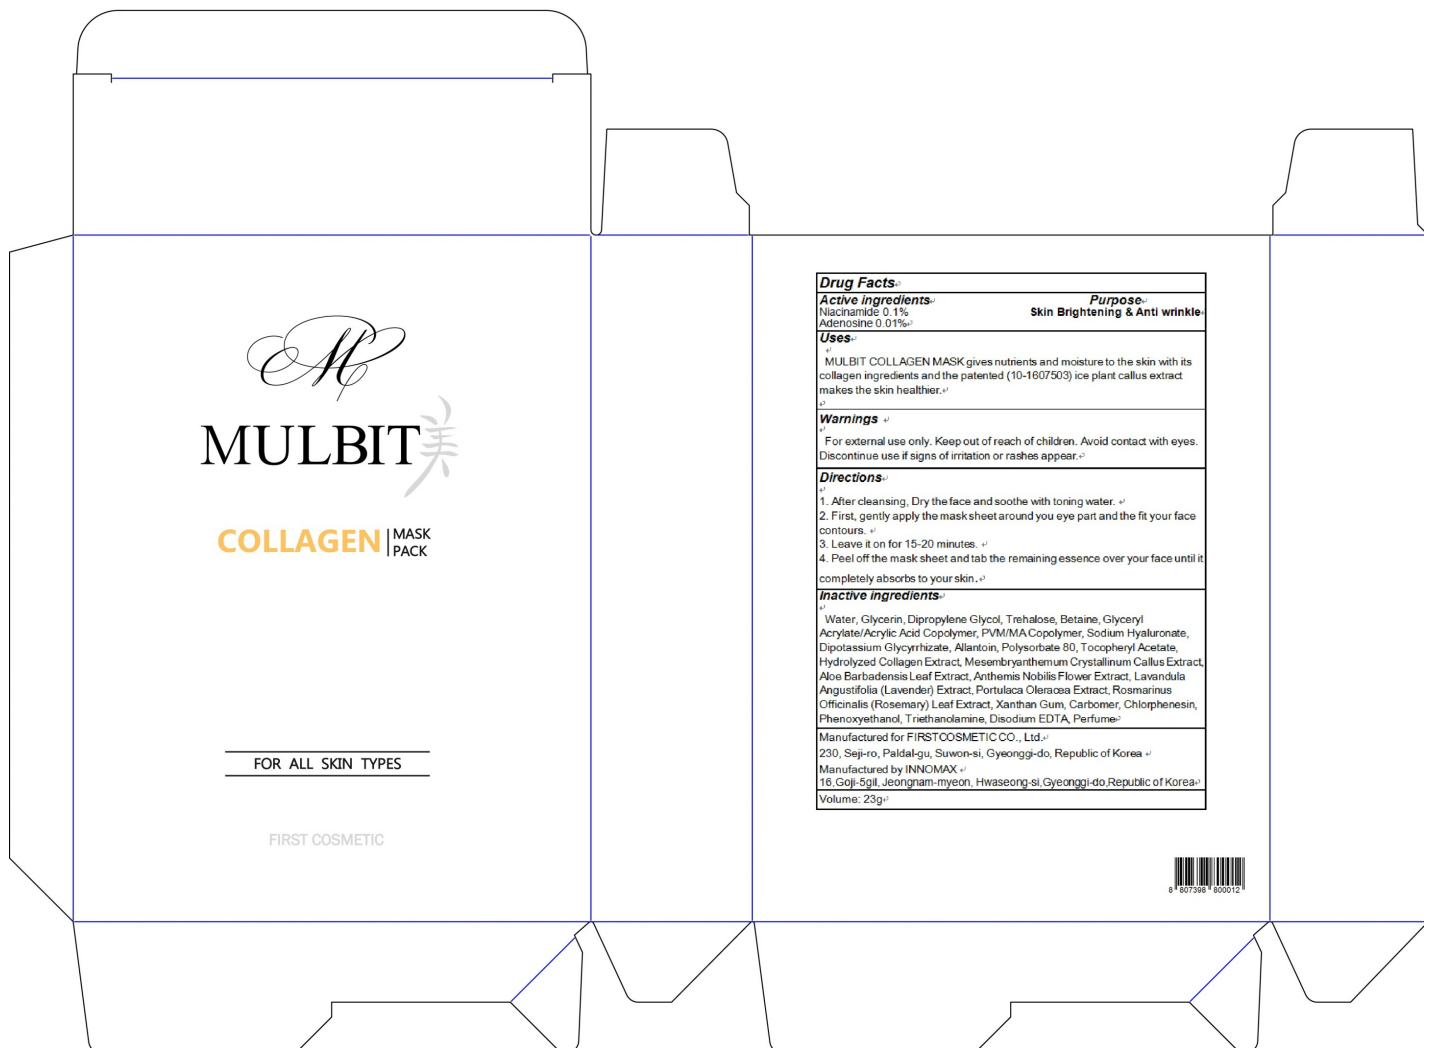 M
MULBIT美
COLLAGEN
MASK
PACK
FOR ALL SKIN TYPES
FIRST COSMETIC
Drug Facts
Active ingredients Purpose
Niacinamide 0.1% Skin Brightening & Anti wrinkle
Adenosine 0.01%
Uses
MULBIT COLLAGEN MASK gives nutrients and moisture to the skin with its
collagen ingredients and the patented (10-1607503) ice plant callus extract
makes the skin healthier.
Warnings
For external use only. Keep out of reach of children. Avoid contact with eyes.
Discontinue use if signs of irritation or rashes appear.
Directions
1. After cleansing, Dry the face and soothe with toning water.
2. First, gently apply the mask sheet around you eye part and the fit your face
contours.
3. Leave it on for 15-20 minutes.
4. Peel off the mask sheet and tab the remaining essence over your face until it
completely absorbs to your skin.
Inactive ingredients
Water, Glycerin, Dipropylene Glycol, Trehalose, Betaine, Glyceryl
Acrylate/Acrylic Acid Copolymer, PVM/MA Copolymer, Sodium Hyaluronate,
Dipotassium Glycyrrhizate, Allantoin, Polysorbate 80, Tocopheryl Acetate,
Hydrolyzed Collagen Extract, Mesembryanthemum Crystallinum Callus Extract,
Aloe Barbadensis Leaf Extract, Anthemis Nobilis Flower Extract, Lavandula
Angustifolia (Lavender) Extract, Portulaca Oleracea Extract, Rosmarinus
Officinalis (Rosemary) Leaf Extract, Xanthan Gum, Carbomer, Chlorphenesin,
Phenoxyethanol, Triethanolamine, Disodium EDTA, Perfume
Manufactured for FIRSTCOSMETIC CO., Ltd.
230, Seji-ro, Paldal-gu, Suwon-si, Gyeonggi-do, Republic of Korea
Manufactured by INNOMAX
16,Goji-5gil, Jeongnam-myeon, Hwaseong-si,Gyeonggi-do,Republic of Korea
Volume: 23g
8 807398 800012